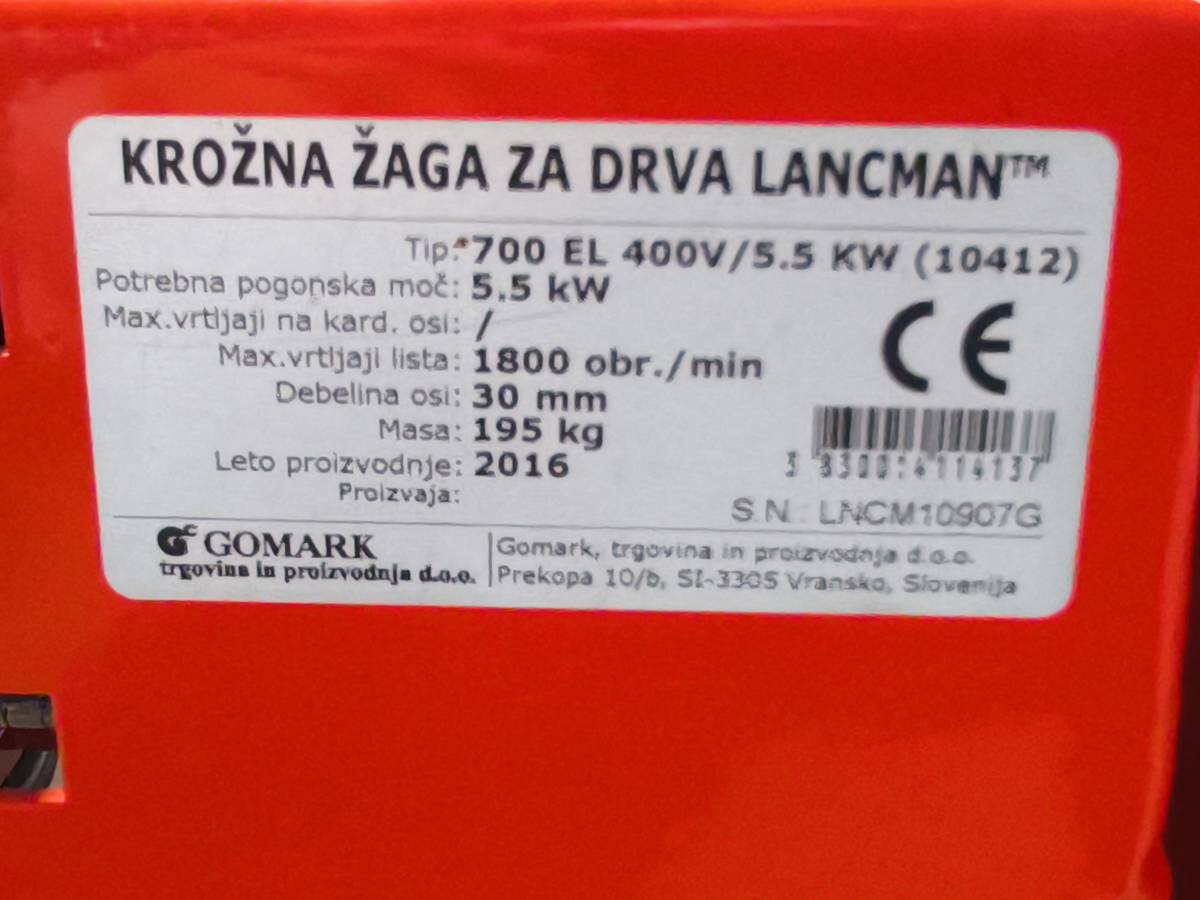 KROŽNA ŽAGA ZA DRVA LANCMAN™
Tip: 700 EL 400V/5.5 KW (10412)
Potrebna pogonska moč: 5.5 kW
Max.vrtljaji na kard. osi: /
Max.vrtljaji lista: 1800 obr./min
Debelina osi: 30 mm
Masa: 195 kg
Leto proizvodnje: 2016
Proizvaja:
CE
S.N.: LNCM10907G
GOMARK
trgovina in proizvodnja d.o.o.
Gomark, trgovina in proizvodnja d.o.o.
Prekopa 10/b, SI-3305 Vransko, Slovenija